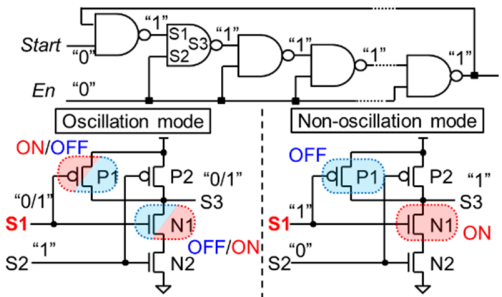 "1" S1 "1" "1" "1" "1"
S3
Start "0" S2
En "0"
Oscillation mode
ON/OFF
P1 P2
"0/1"
"0/1" S3
S1 N1
OFF/ON
S2 "1" N2
Non-oscillation mode
OFF
P1 P2
"1"
"1" S3
S1 N1
ON
S2 "0" N2